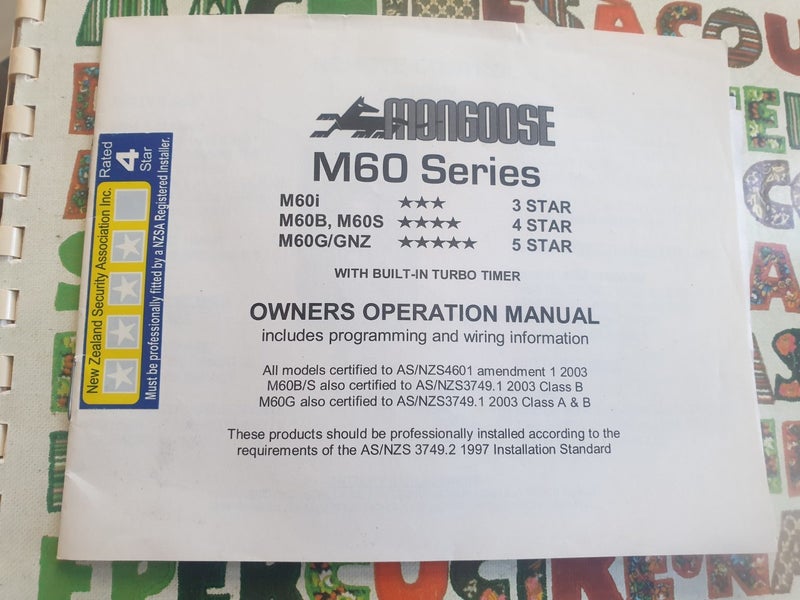 MONGOOSE
M60 Series
M60i ★★★ 3 STAR
M60B, M60S ★★★★ 4 STAR
M60G/GNZ ★★★★★ 5 STAR
WITH BUILT-IN TURBO TIMER
OWNERS OPERATION MANUAL
includes programming and wiring information
All models certified to AS/NZS4601 amendment 1 2003
M60B/S also certified to AS/NZS3749.1 2003 Class B
M60G also certified to AS/NZS3749.1 2003 Class A & B
These products should be professionally installed according to the
requirements of the AS/NZS 3749.2 1997 Installation Standard
New Zealand Security Association Inc.
Rated
4
Star
Must be professionally fitted by a NZSA Registered Installer.